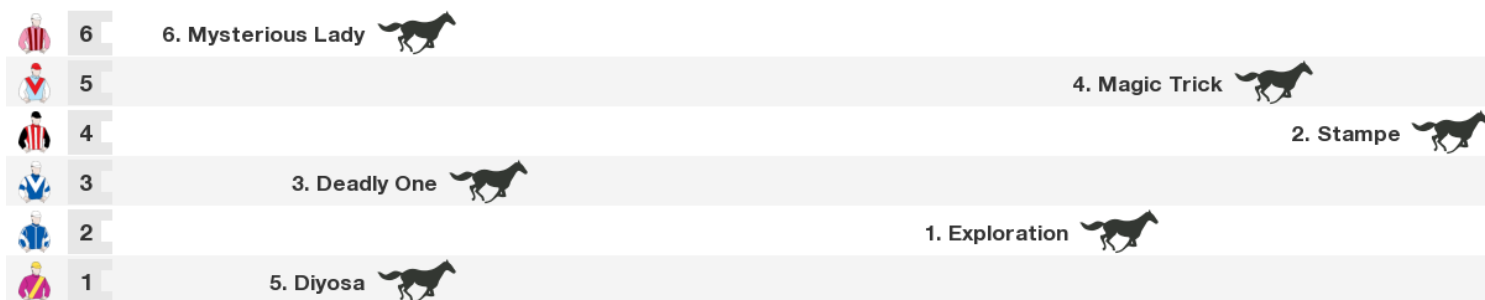 6 6. Mysterious Lady
5 4. Magic Trick
4 2. Stampe
3 3. Deadly One
2 1. Exploration
1 5. Diyosa